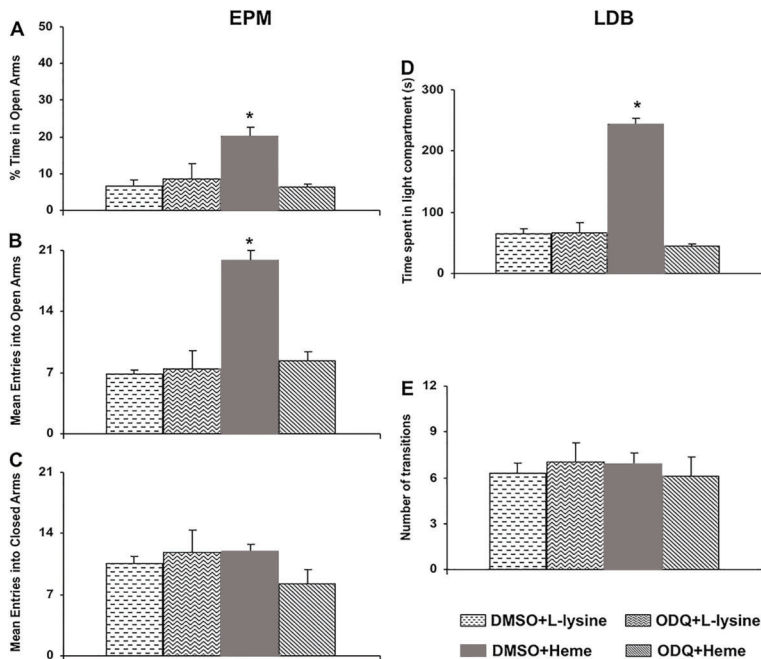 EPM
LDB
A
% Time in Open Arms
50
40
30
20
10
0
*
B
Mean Entries into Open Arms
21
14
7
0
*
C
Mean Entries into Closed Arms
21
14
7
0
D
Time spent in light compartment (s)
300
200
100
0
*
E
Number of transitions
12
9
6
3
0
DMSO+L-lysine
ODQ+L-lysine
DMSO+Heme
ODQ+Heme